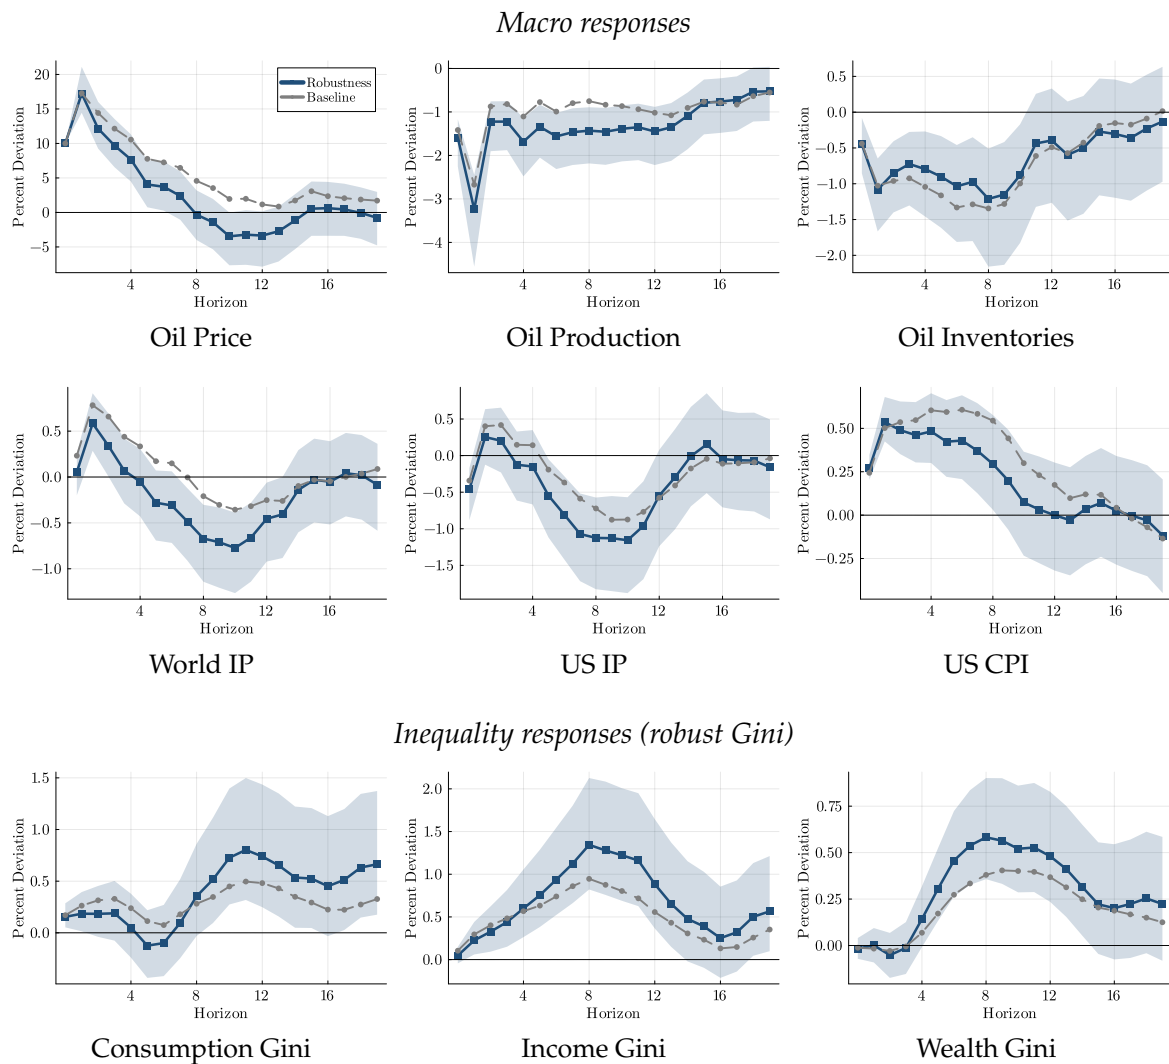 Macro responses
Percent Deviation
20
15
10
5
0
−5
4
8
12
16
Horizon
Robustness
Baseline
Oil Price
Percent Deviation
0
−1
−2
−3
−4
4
8
12
16
Horizon
Oil Production
Percent Deviation
0.0
−0.5
−1.0
−1.5
−2.0
4
8
12
16
Horizon
Oil Inventories
Percent Deviation
0.5
0.0
−0.5
−1.0
4
8
12
16
Horizon
World IP
Percent Deviation
0.5
0.0
−0.5
−1.0
−1.5
4
8
12
16
Horizon
US IP
Percent Deviation
0.50
0.25
0.00
−0.25
4
8
12
16
Horizon
US CPI
Inequality responses (robust Gini)
Percent Deviation
1.5
1.0
0.5
0.0
4
8
12
16
Horizon
Consumption Gini
Percent Deviation
2.0
1.5
1.0
0.5
0.0
4
8
12
16
Horizon
Income Gini
Percent Deviation
0.75
0.50
0.25
0.00
4
8
12
16
Horizon
Wealth Gini